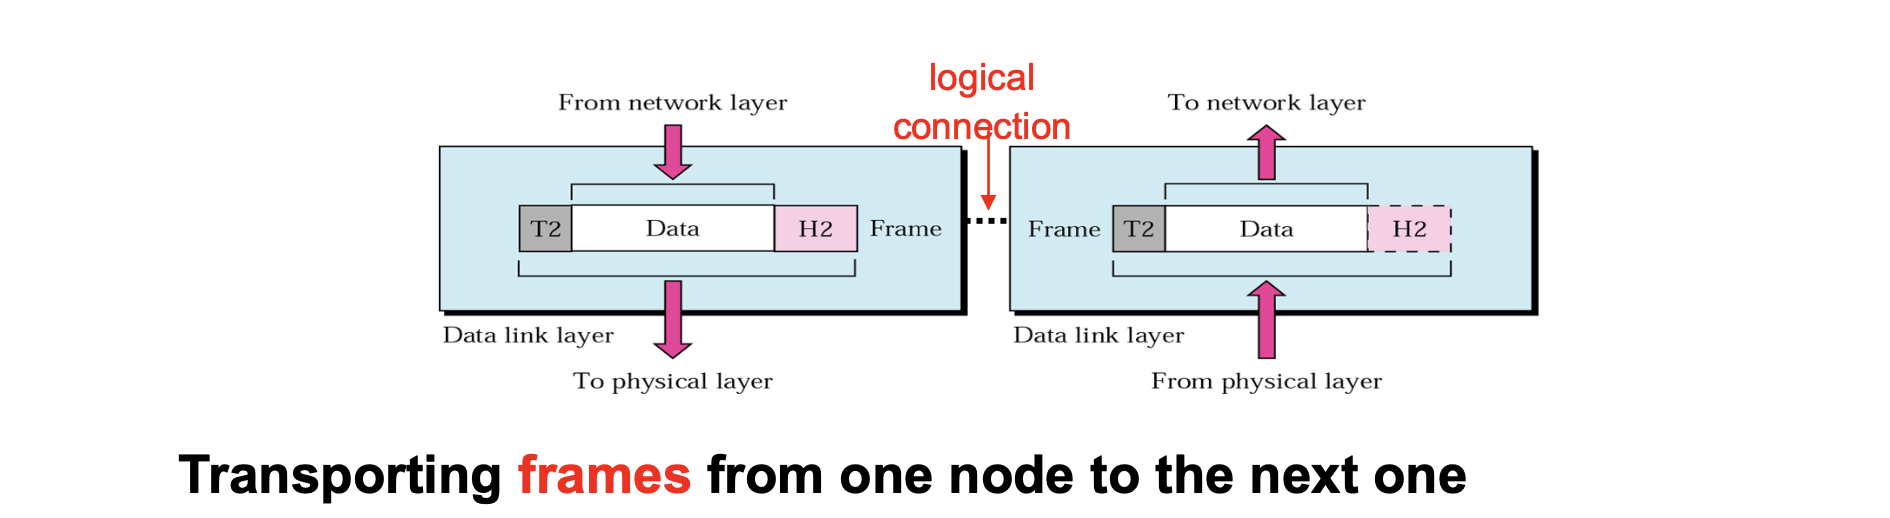 logical
connection
From network layer
To network layer
T2 Data H2 Frame
Frame T2 Data H2
Data link layer
Data link layer
To physical layer
From physical layer
Transporting frames from one node to the next one